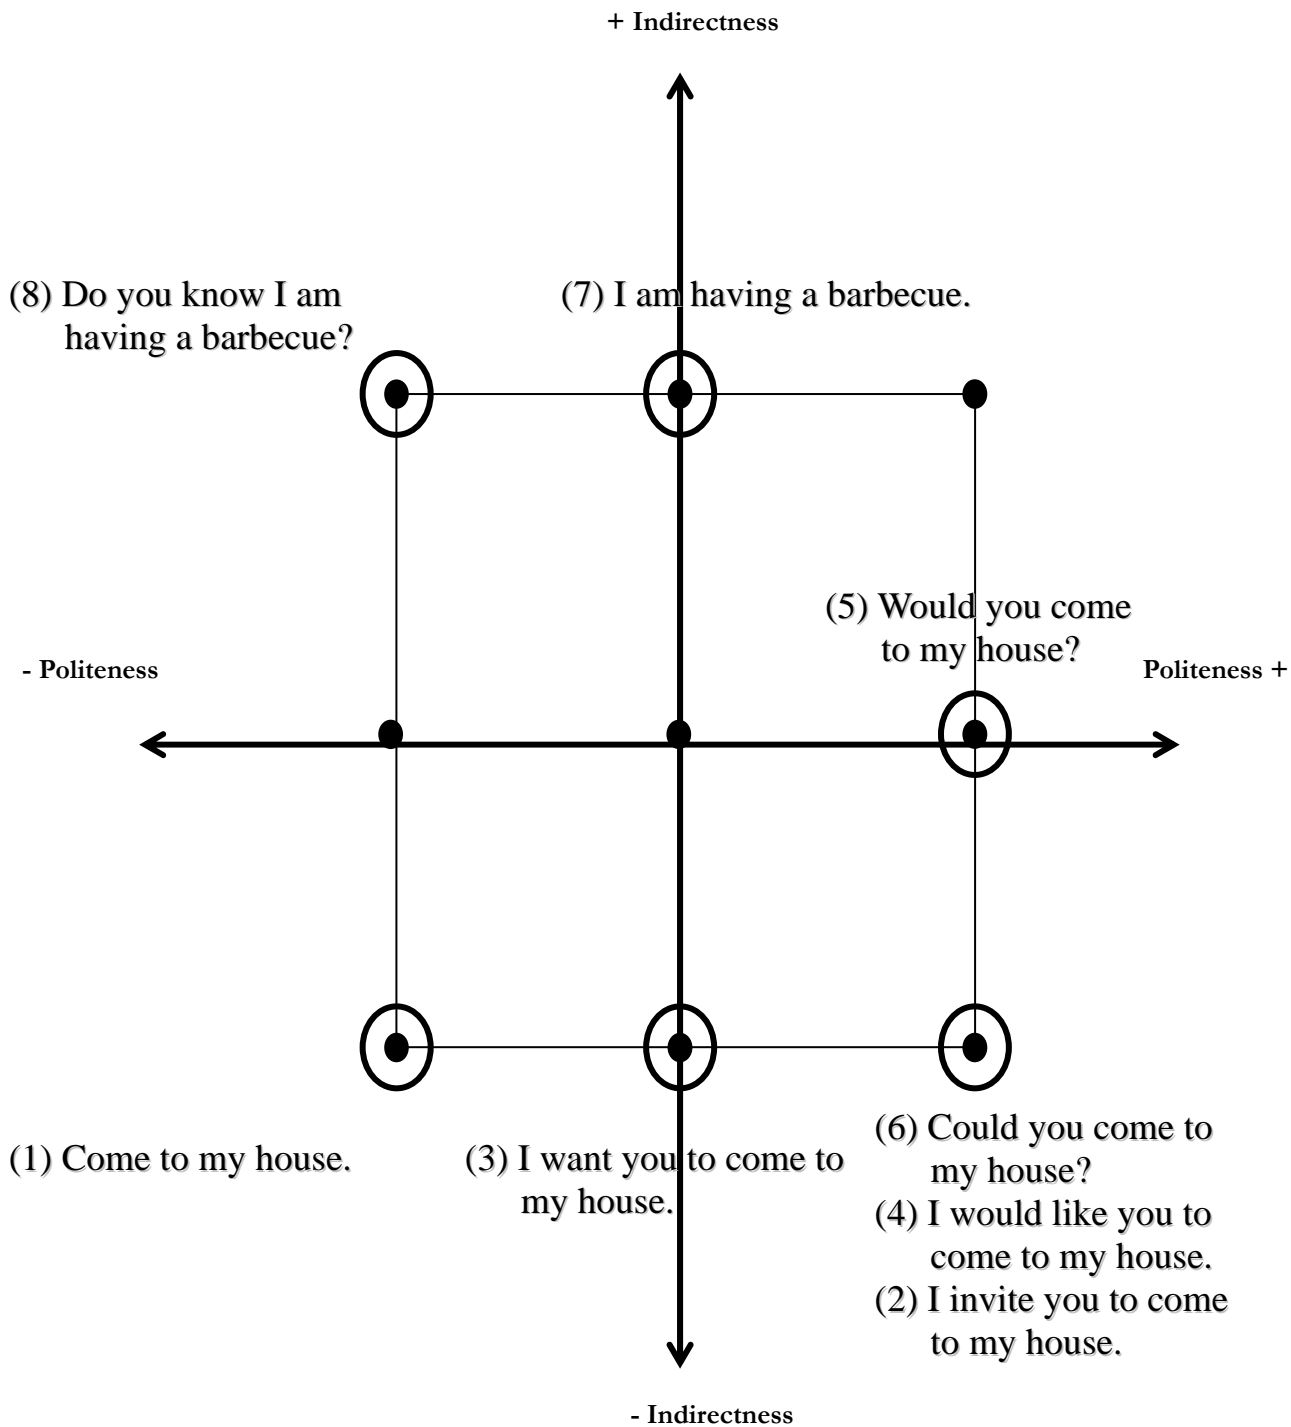 + Indirectness
(8) Do you know I am
having a barbecue?
(7) I am having a barbecue.
(5) Would you come
to my house?
- Politeness
Politeness +
(1) Come to my house.
(3) I want you to come to
my house.
(6) Could you come to
my house?
(4) I would like you to
come to my house.
(2) I invite you to come
to my house.
- Indirectness